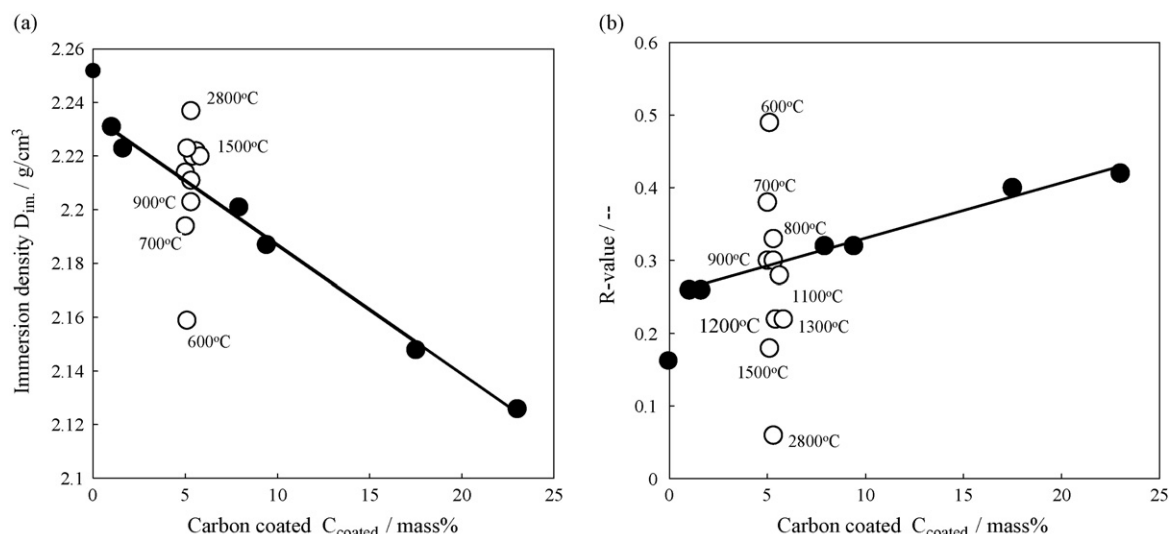 (a)
2.26
2.24
2.22
2.2
2.18
2.16
2.14
2.12
2.1
Immersion density D_im. / g/cm³
2800°C
1500°C
900°C
700°C
600°C
0 5 10 15 20 25
Carbon coated C_coated / mass%
(b)
0.6
0.5
0.4
0.3
0.2
0.1
0
R-value / --
600°C
700°C
800°C
900°C
1100°C
1200°C 1300°C
1500°C
2800°C
0 5 10 15 20 25
Carbon coated C_coated / mass%